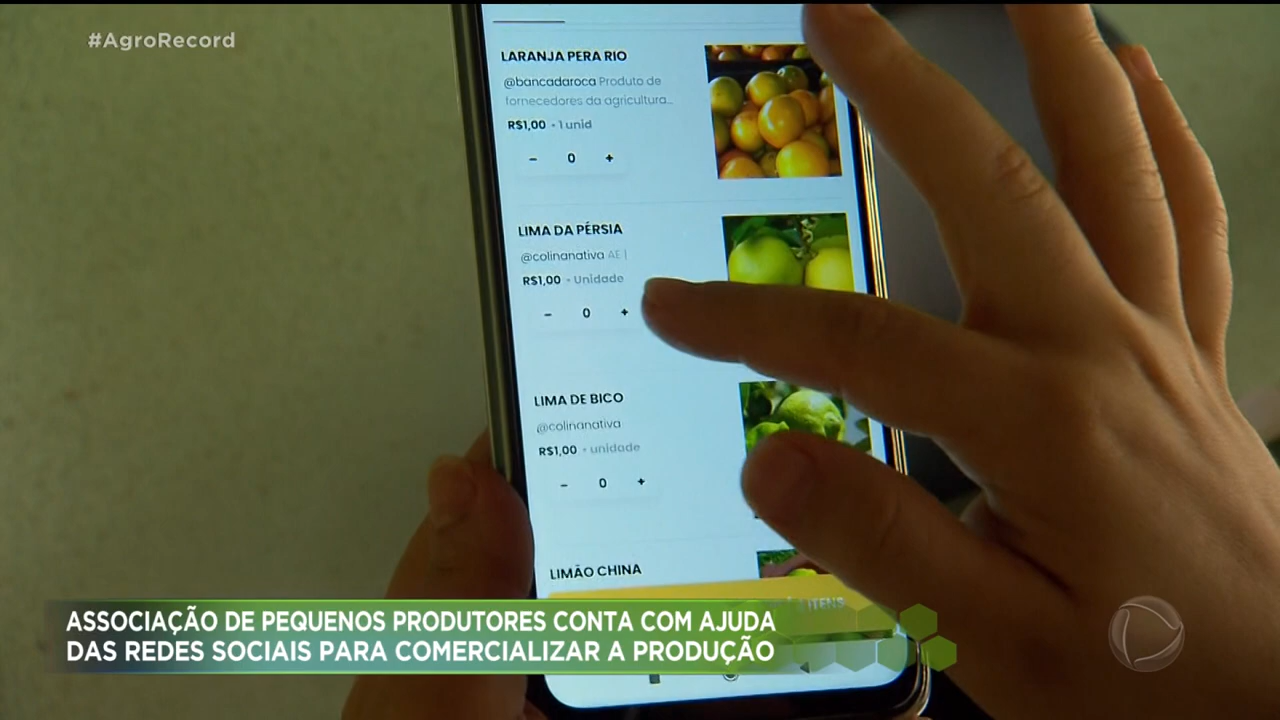 #AgroRecord
LARANJA PERA RIO
@bancadaroca Produto de
fornecedores da agricultura...
R$1,00 • 1 unid
- 0 +
LIMA DA PÉRSIA
@colinanativa AE |
R$1,00 • Unidade
- 0 +
LIMA DE BICO
@colinanativa
R$1,00 • unidade
- 0 +
LIMÃO CHINA
ITENS
ASSOCIAÇÃO DE PEQUENOS PRODUTORES CONTA COM AJUDA
DAS REDES SOCIAIS PARA COMERCIALIZAR A PRODUÇÃO